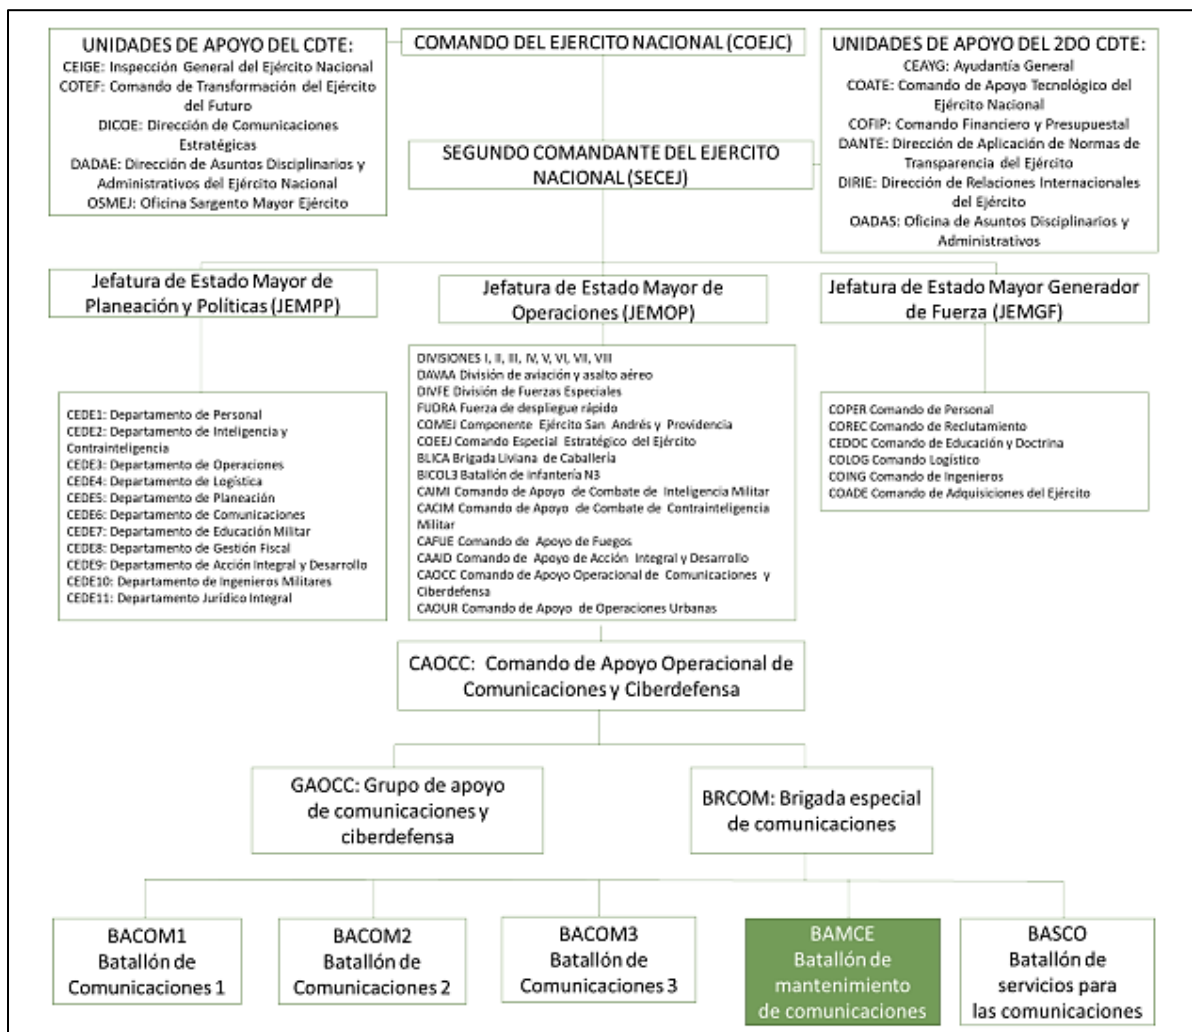 UNIDADES DE APOYO DEL CDTE:
CEIGE: Inspección General del Ejército Nacional
COTEF: Comando de Transformación del Ejército
del Futuro
DICOE: Dirección de Comunicaciones
Estratégicas
DADAE: Dirección de Asuntos Disciplinarios y
Administrativos del Ejército Nacional
OSMEJ: Oficina Sargento Mayor Ejército
COMANDO DEL EJERCITO NACIONAL (COEJC)
UNIDADES DE APOYO DEL 2DO CDTE:
CEAYG: Ayudantía General
COATE: Comando de Apoyo Tecnológico del
Ejército Nacional
COFIP: Comando Financiero y Presupuestal
DANTE: Dirección de Aplicación de Normas de
Transparencia del Ejército
DIRIE: Dirección de Relaciones Internacionales
del Ejército
OADAS: Oficina de Asuntos Disciplinarios y
Administrativos
SEGUNDO COMANDANTE DEL EJERCITO
NACIONAL (SECEJ)
Jefatura de Estado Mayor de
Planeación y Políticas (JEMPP)
Jefatura de Estado Mayor de
Operaciones (JEMOP)
Jefatura de Estado Mayor Generador
de Fuerza (JEMGF)
CEDE1: Departamento de Personal
CEDE2: Departamento de Inteligencia y
Contrainteligencia
CEDE3: Departamento de Operaciones
CEDE4: Departamento de Logística
CEDE5: Departamento de Planeación
CEDE6: Departamento de Comunicaciones
CEDE7: Departamento de Educación Militar
CEDE8: Departamento de Gestión Fiscal
CEDE9: Departamento de Acción Integral y Desarrollo
CEDE10: Departamento de Ingenieros Militares
CEDE11: Departamento Jurídico Integral
DIVISIONES I, II, III, IV, V, VI, VII, VIII
DAVAA División de aviación y asalto aéreo
DIVFE División de Fuerzas Especiales
FUDRA Fuerza de despliegue rápido
COMEJ Componente Ejército San Andrés y Providencia
COEEJ Comando Especial Estratégico del Ejército
BLICA Brigada Liviana de Caballería
BICOL3 Batallón de infantería N3
CAIMI Comando de Apoyo de Combate de Inteligencia Militar
CACIM Comando de Apoyo de Combate de Contrainteligencia
Militar
CAFUE Comando de Apoyo de Fuegos
CAAID Comando de Apoyo de Acción Integral y Desarrollo
CAOCC Comando de Apoyo Operacional de Comunicaciones y
Ciberdefensa
CAOUR Comando de Apoyo de Operaciones Urbanas
COPER Comando de Personal
COREC Comando de Reclutamiento
CEDOC Comando de Educación y Doctrina
COLOG Comando Logístico
COING Comando de Ingenieros
COADE Comando de Adquisiciones del Ejército
CAOCC: Comando de Apoyo Operacional de
Comunicaciones y Ciberdefensa
GAOCC: Grupo de apoyo
de comunicaciones y
ciberdefensa
BRCOM: Brigada especial
de comunicaciones
BACOM1
Batallón de
Comunicaciones 1
BACOM2
Batallón de
Comunicaciones 2
BACOM3
Batallón de
Comunicaciones 3
BAMCE
Batallón de
mantenimiento
de comunicaciones
BASCO
Batallón de
servicios para
las comunicaciones